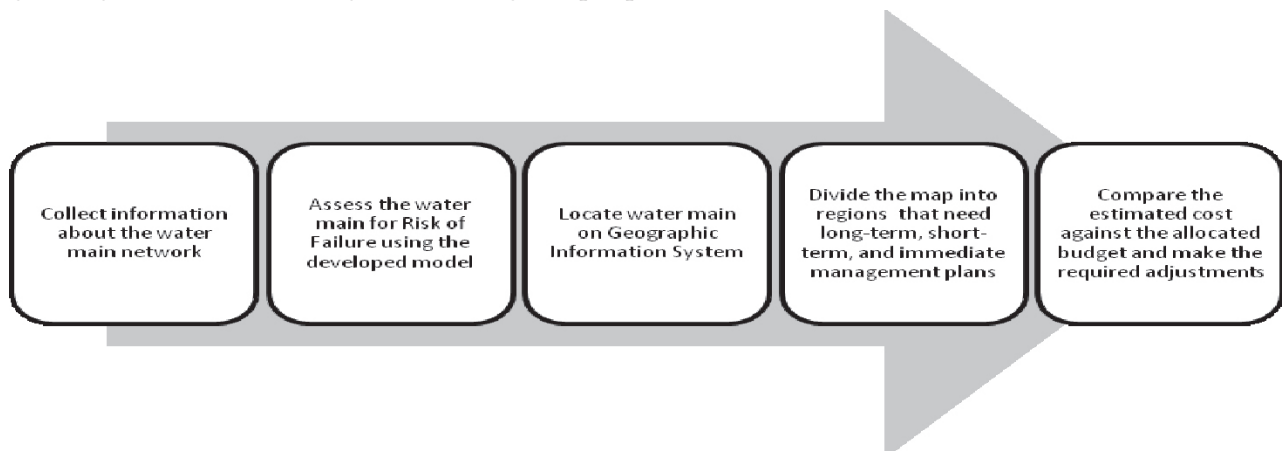 Collect information
about the water
main network
Assess the water
main for Risk of
Failure using the
developed model
Locate water main
on Geographic
Information System
Divide the map into
regions that need
long-term, short-
term, and immediate
management plans
Compare the
estimated cost
against the allocated
budget and make the
required adjustments